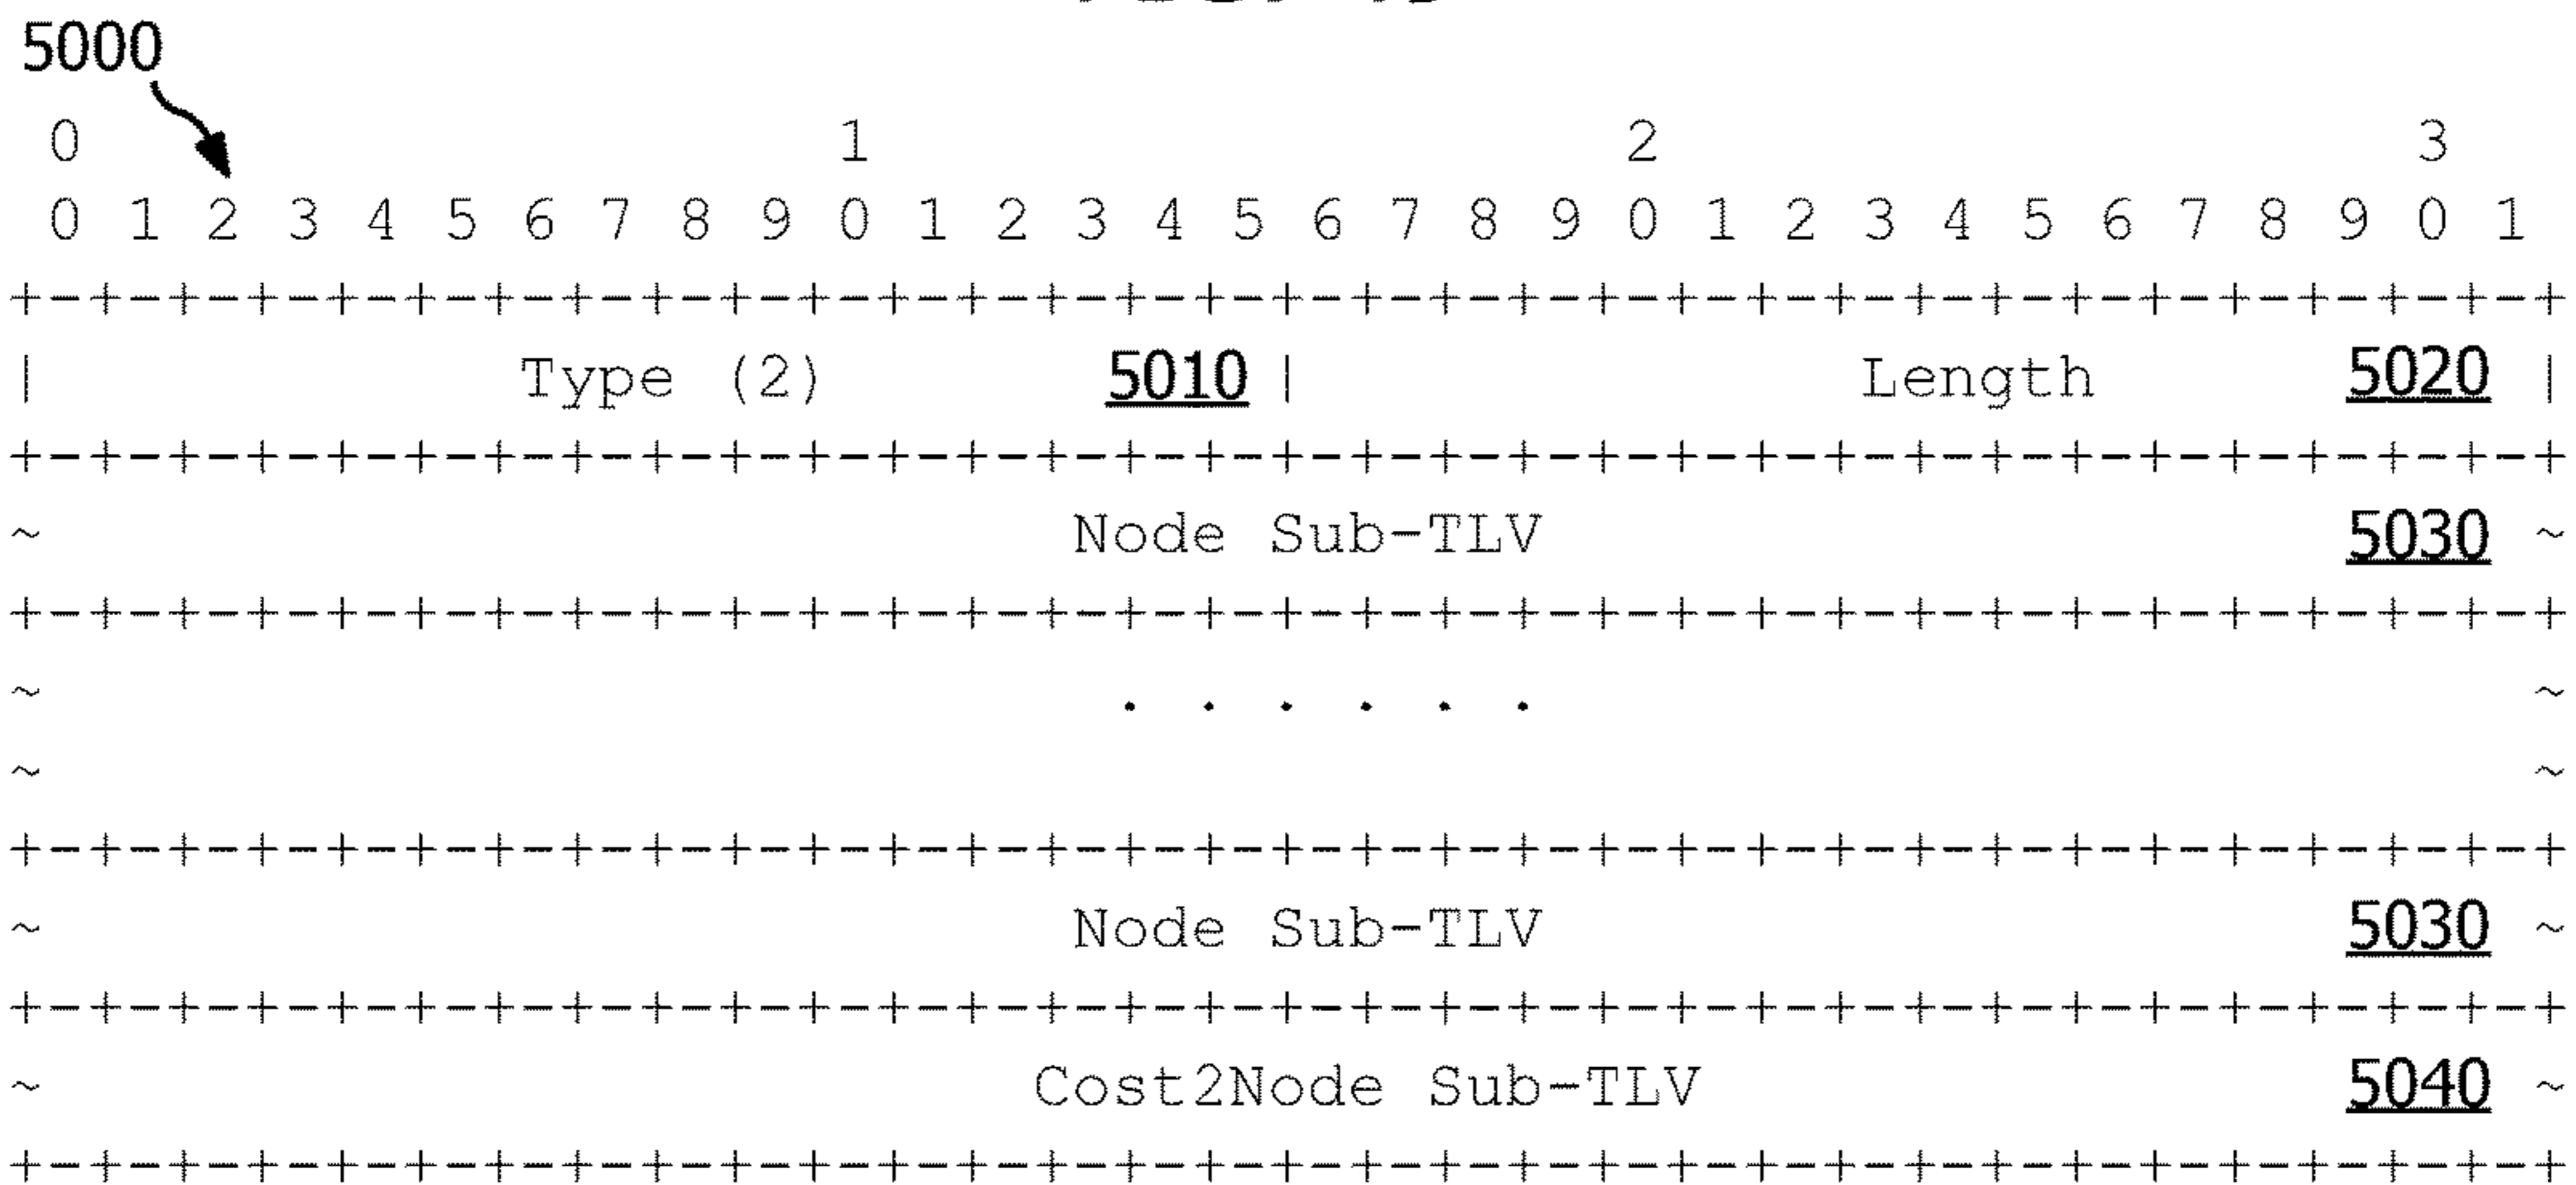 5000
0 1 2 3
0 1 2 3 4 5 6 7 8 9 0 1 2 3 4 5 6 7 8 9 0 1 2 3 4 5 6 7 8 9 0 1
+-+-+-+-+-+-+-+-+-+-+-+-+-+-+-+-+-+-+-+-+-+-+-+-+-+-+-+-+-+-+-+-+
| Type (2) 5010 | Length 5020 |
+-+-+-+-+-+-+-+-+-+-+-+-+-+-+-+-+-+-+-+-+-+-+-+-+-+-+-+-+-+-+-+-+
~ Node Sub-TLV 5030 ~
+-+-+-+-+-+-+-+-+-+-+-+-+-+-+-+-+-+-+-+-+-+-+-+-+-+-+-+-+-+-+-+-+
~ . . . . . . ~
~ ~
+-+-+-+-+-+-+-+-+-+-+-+-+-+-+-+-+-+-+-+-+-+-+-+-+-+-+-+-+-+-+-+-+
~ Node Sub-TLV 5030 ~
+-+-+-+-+-+-+-+-+-+-+-+-+-+-+-+-+-+-+-+-+-+-+-+-+-+-+-+-+-+-+-+-+
~ Cost2Node Sub-TLV 5040 ~
+-+-+-+-+-+-+-+-+-+-+-+-+-+-+-+-+-+-+-+-+-+-+-+-+-+-+-+-+-+-+-+-+